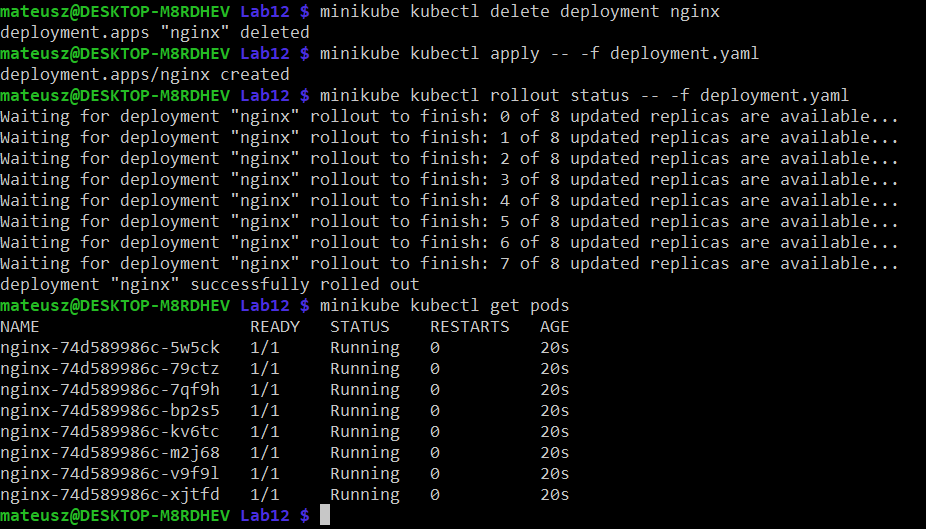 mateusz@DESKTOP-M8RDHEV Lab12 $ minikube kubectl delete deployment nginx
deployment.apps "nginx" deleted
mateusz@DESKTOP-M8RDHEV Lab12 $ minikube kubectl apply -- -f deployment.yaml
deployment.apps/nginx created
mateusz@DESKTOP-M8RDHEV Lab12 $ minikube kubectl rollout status -- -f deployment.yaml
Waiting for deployment "nginx" rollout to finish: 0 of 8 updated replicas are available...
Waiting for deployment "nginx" rollout to finish: 1 of 8 updated replicas are available...
Waiting for deployment "nginx" rollout to finish: 2 of 8 updated replicas are available...
Waiting for deployment "nginx" rollout to finish: 3 of 8 updated replicas are available...
Waiting for deployment "nginx" rollout to finish: 4 of 8 updated replicas are available...
Waiting for deployment "nginx" rollout to finish: 5 of 8 updated replicas are available...
Waiting for deployment "nginx" rollout to finish: 6 of 8 updated replicas are available...
Waiting for deployment "nginx" rollout to finish: 7 of 8 updated replicas are available...
deployment "nginx" successfully rolled out
mateusz@DESKTOP-M8RDHEV Lab12 $ minikube kubectl get pods
NAME                     READY   STATUS    RESTARTS   AGE
nginx-74d589986c-5w5ck   1/1     Running   0          20s
nginx-74d589986c-79ctz   1/1     Running   0          20s
nginx-74d589986c-7qf9h   1/1     Running   0          20s
nginx-74d589986c-bp2s5   1/1     Running   0          20s
nginx-74d589986c-kv6tc   1/1     Running   0          20s
nginx-74d589986c-m2j68   1/1     Running   0          20s
nginx-74d589986c-v9f9l   1/1     Running   0          20s
nginx-74d589986c-xjtfd   1/1     Running   0          20s
mateusz@DESKTOP-M8RDHEV Lab12 $